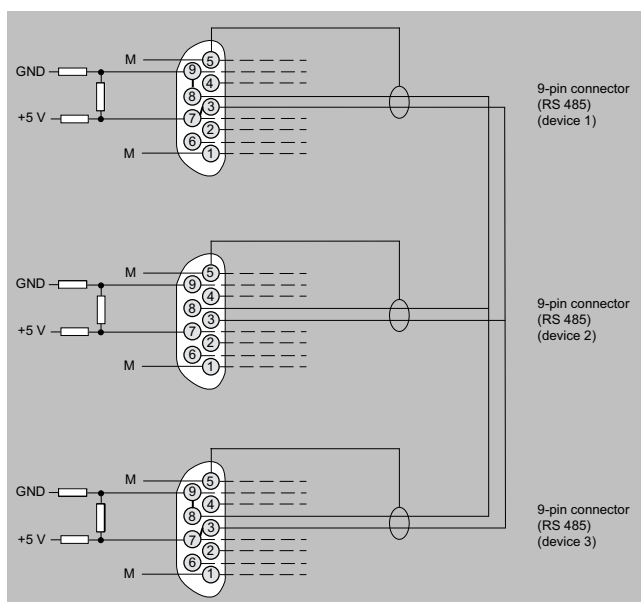 M
5
GND
9
4
9-pin connector
8
(RS 485)
3
(device 1)
+5 V
7
2
6
M
1
M
5
GND
9
4
9-pin connector
8
(RS 485)
3
(device 2)
+5 V
7
2
6
M
1
M
5
GND
9
4
9-pin connector
8
(RS 485)
3
(device 3)
+5 V
7
2
6
M
1